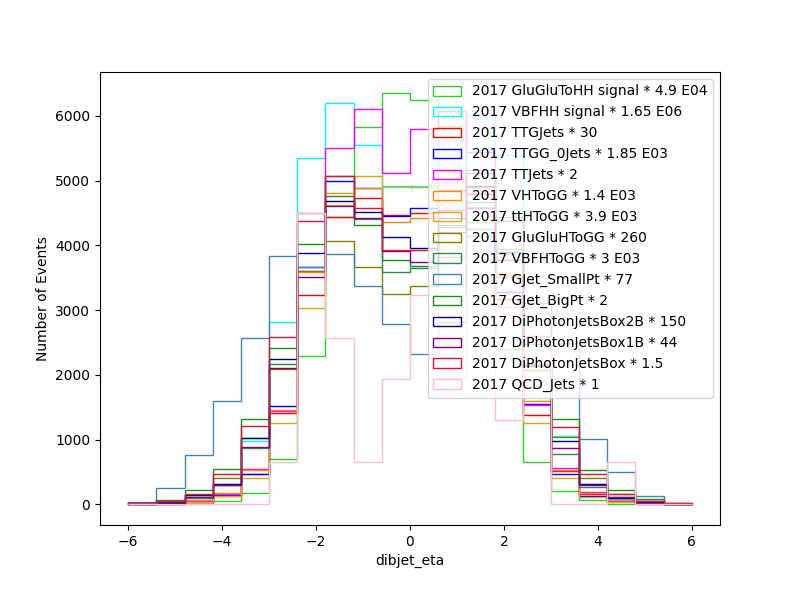 6000
5000
4000
3000
2000
1000
0
Number of Events
2017 GluGluToHH signal * 4.9 E04
2017 VBFHH signal * 1.65 E06
2017 TTGJets * 30
2017 TTGG_0Jets * 1.85 E03
2017 TTJets * 2
2017 VHToGG * 1.4 E03
2017 ttHToGG * 3.9 E03
2017 GluGluHToGG * 260
2017 VBFHToGG * 3 E03
2017 GJet_SmallPt * 77
2017 GJet_BigPt * 2
2017 DiPhotonJetsBox2B * 150
2017 DiPhotonJetsBox1B * 44
2017 DiPhotonJetsBox * 1.5
2017 QCD_Jets * 1
−6 −4 −2 0 2 4 6
dibjet_eta